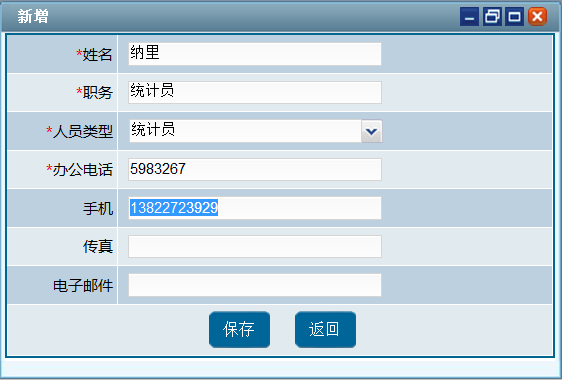 新增
*姓名 纳里
*职务 统计员
*人员类型 统计员
*办公电话 5983267
手机 13822723929
传真
电子邮件
保存 返回